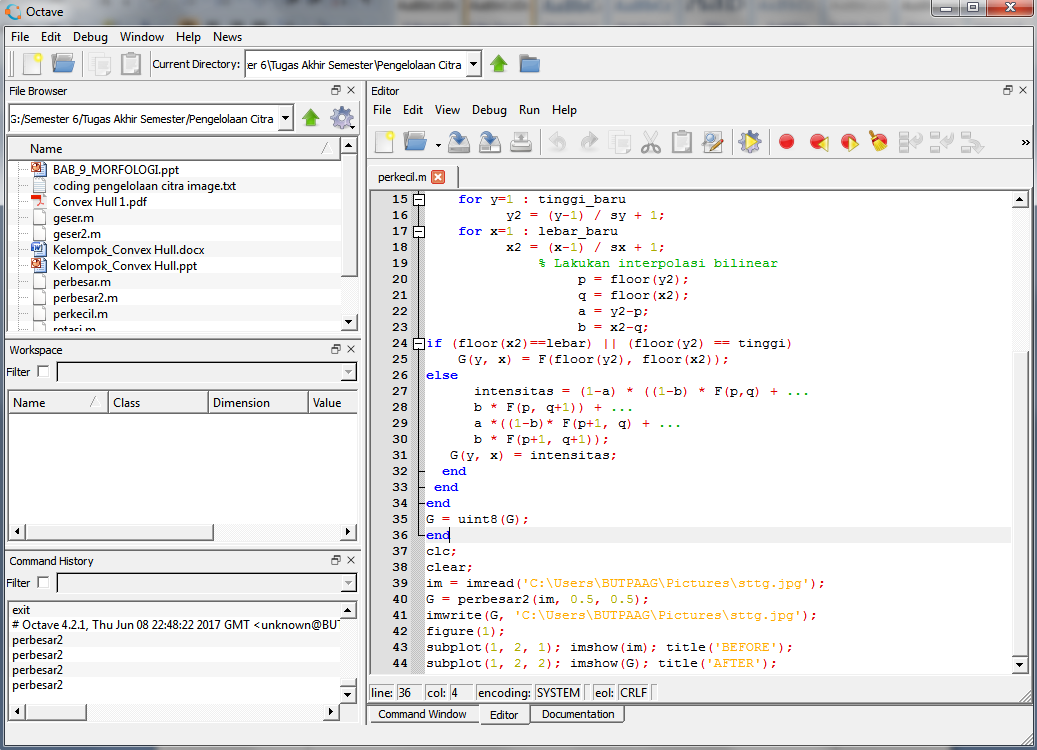 Octave
File Edit Debug Window Help News
Current Directory: er 6\Tugas Akhir Semester\Pengelolaan Citra
File Browser
G:/Semester 6/Tugas Akhir Semester/Pengelolaan Citra
Name
BAB_9_MORFOLOGI.ppt
coding pengelolaan citra image.txt
Convex Hull 1.pdf
geser.m
geser2.m
Kelompok_Convex Hull.docx
Kelompok_Convex Hull.ppt
perbesar.m
perbesar2.m
perkecil.m
rotasi.m
Workspace
Filter
Name Class Dimension Value
Command History
Filter
exit
# Octave 4.2.1, Thu Jun 08 22:48:22 2017 GMT <unknown@BUT
perbesar2
perbesar2
perbesar2
perbesar2
Editor
File Edit View Debug Run Help
»
perkecil.m
15 for y=1 : tinggi_baru
16 y2 = (y-1) / sy + 1;
17 for x=1 : lebar_baru
18 x2 = (x-1) / sx + 1;
19 % Lakukan interpolasi bilinear
20 p = floor(y2);
21 q = floor(x2);
22 a = y2-p;
23 b = x2-q;
24 if (floor(x2)==lebar) || (floor(y2) == tinggi)
25 G(y, x) = F(floor(y2), floor(x2));
26 else
27 intensitas = (1-a) * ((1-b) * F(p,q) + ...
28 b * F(p, q+1)) + ...
29 a *((1-b)* F(p+1, q) + ...
30 b * F(p+1, q+1));
31 G(y, x) = intensitas;
32 end
33 end
34 end
35 G = uint8(G);
36 end
37 clc;
38 clear;
39 im = imread('C:\Users\BUTPAAG\Pictures\sttg.jpg');
40 G = perbesar2(im, 0.5, 0.5);
41 imwrite(G, 'C:\Users\BUTPAAG\Pictures\sttg.jpg');
42 figure(1);
43 subplot(1, 2, 1); imshow(im); title('BEFORE');
44 subplot(1, 2, 2); imshow(G); title('AFTER');
line: 36 col: 4 encoding: SYSTEM eol: CRLF
Command Window Editor Documentation